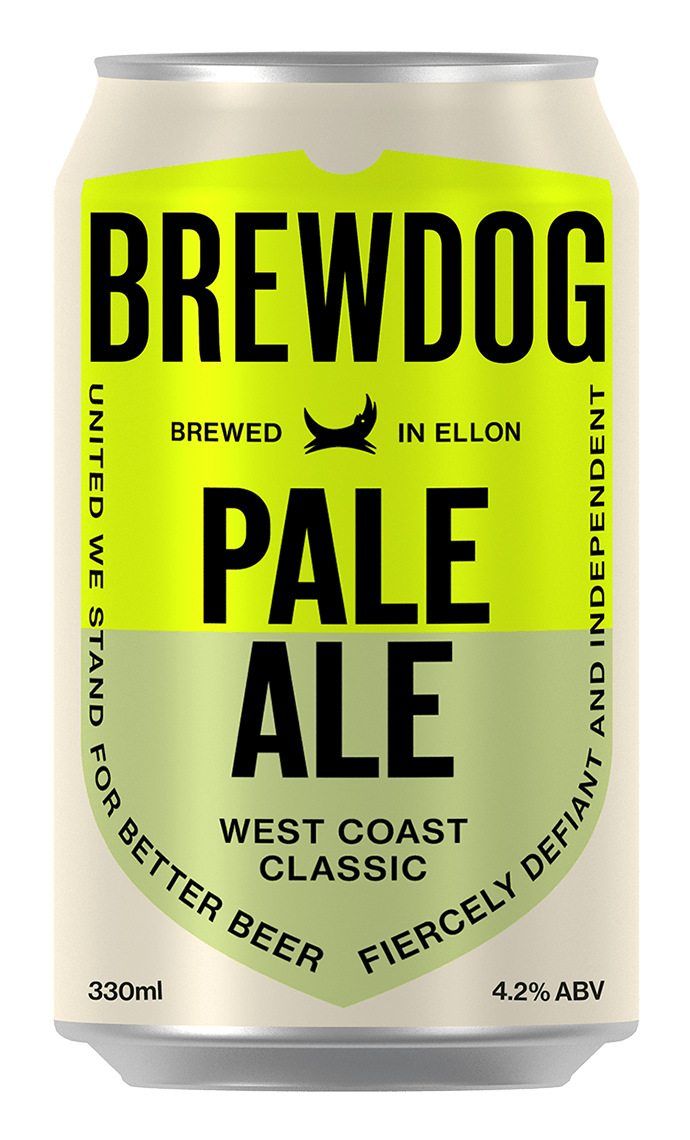 BREWDOG
BREWED IN ELLON
PALE
ALE
WEST COAST
CLASSIC
UNITED WE STAND FOR BETTER BEER
FIERCELY DEFIANT AND INDEPENDENT
330ml
4.2% ABV